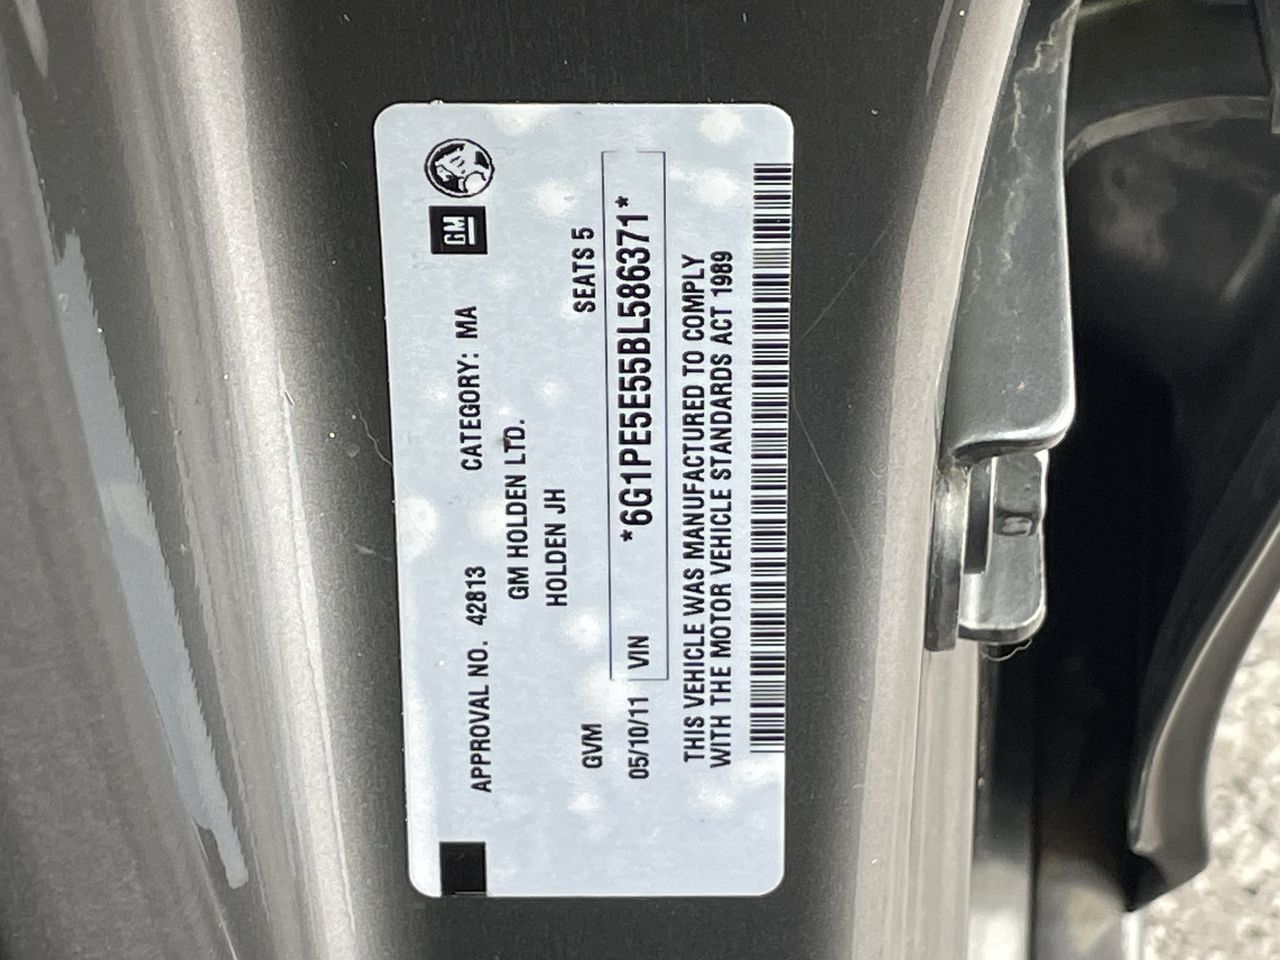 GM
APPROVAL NO. 42813 CATEGORY: MA
GM HOLDEN LTD.
HOLDEN JH
GVM SEATS 5
05/10/11 VIN *6G1PE5E55BL586371*
THIS VEHICLE WAS MANUFACTURED TO COMPLY
WITH THE MOTOR VEHICLE STANDARDS ACT 1989